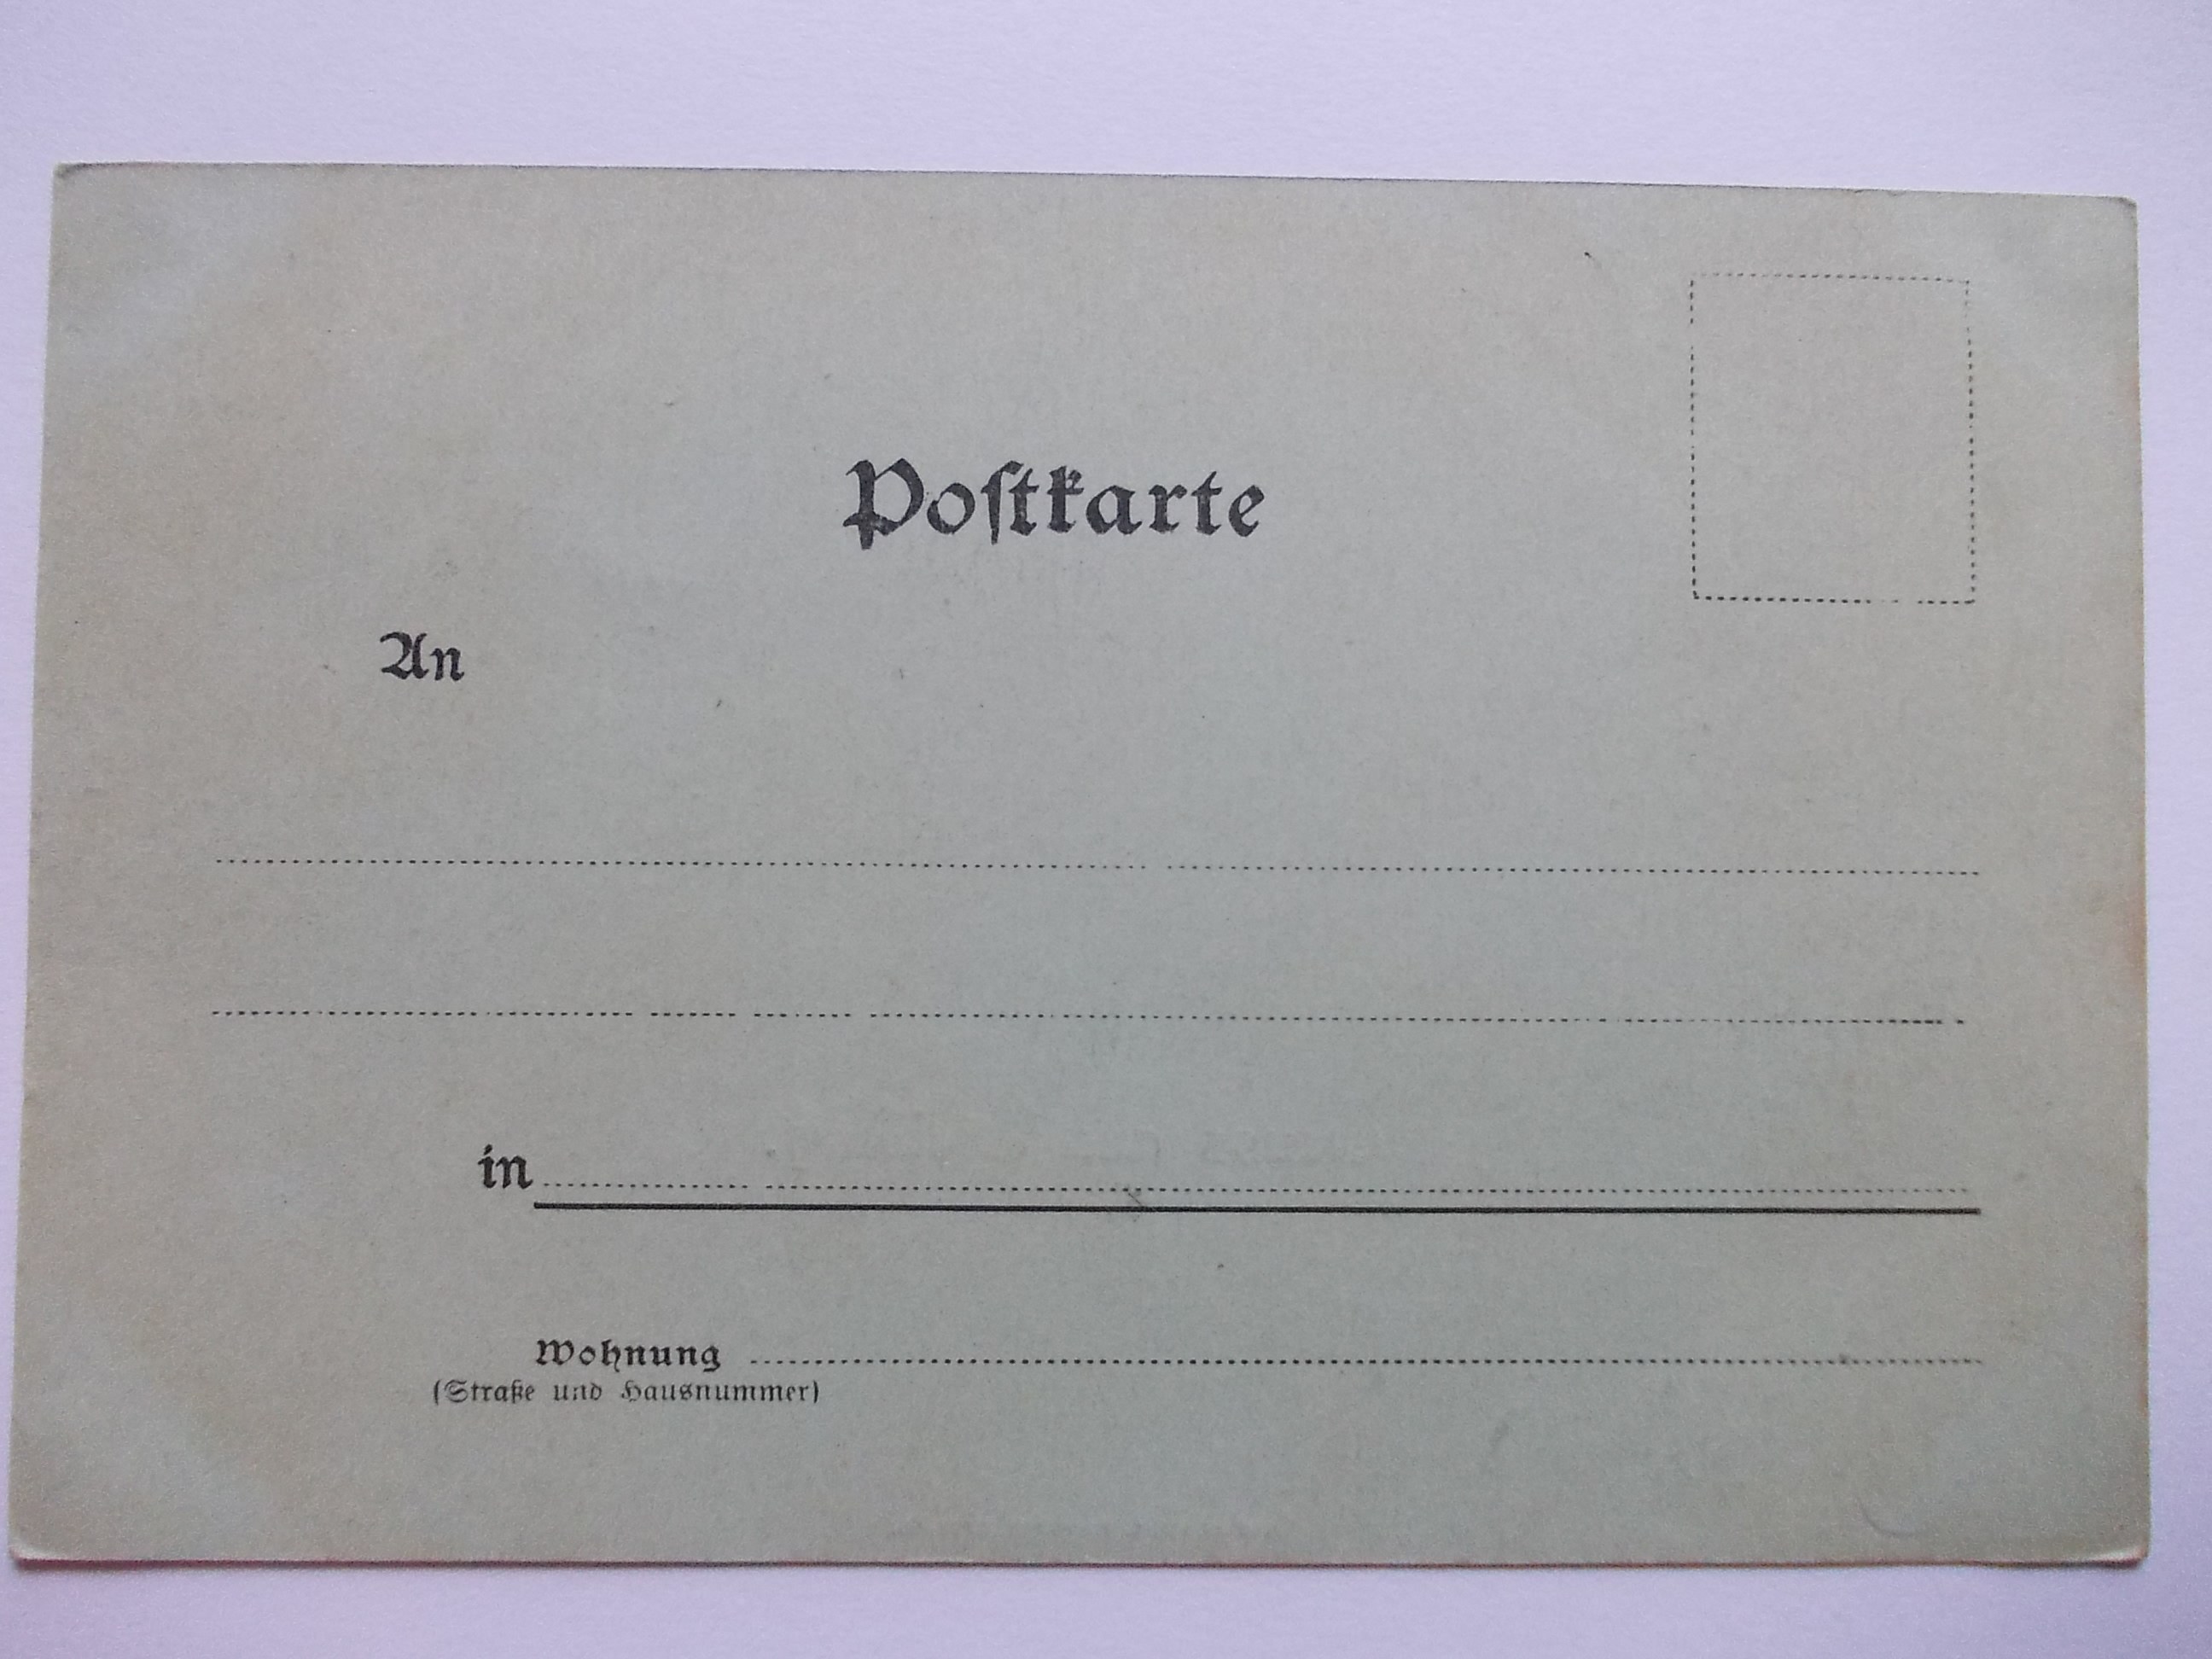 Poſtkarte
An
in
Wohnung
(Straße und Hausnummer)